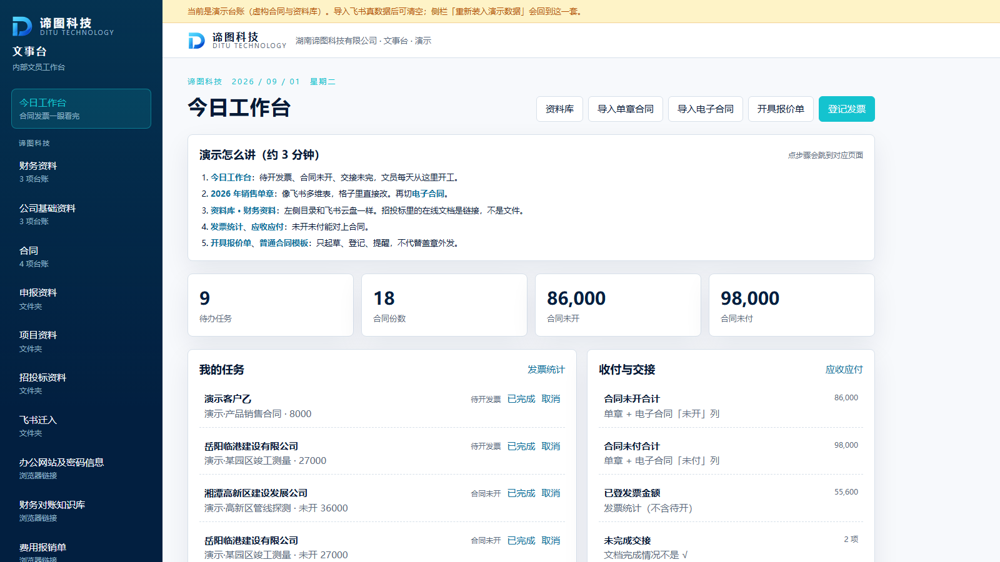 谛图科技
DITU TECHNOLOGY
文事台
内部文员工作台
今日工作台
合同发票一眼看完
谛图科技
财务资料
3 项台账
公司基础资料
3 项台账
合同
4 项台账
申报资料
文件夹
项目资料
文件夹
招投标资料
文件夹
飞书迁入
文件夹
办公网站及密码信息
浏览器链接
财务对账知识库
浏览器链接
费用报销单
浏览器链接
当前是演示台账（虚构合同与资料库）。导入飞书真数据后可清空；侧栏「重新装入演示数据」会回到这一套。
谛图科技
DITU TECHNOLOGY
湖南谛图科技有限公司 · 文事台 · 演示
谛图科技 2026 / 09 / 01 星期二
今日工作台
资料库
导入单章合同
导入电子合同
开具报价单
登记发票
演示怎么讲（约 3 分钟）
点步骤会跳到对应页面
1. 今日工作台：待开发票、合同未开、交接未完，文员每天从这里开工。
2. 2026 年销售单章：像飞书多维表，格子里直接改。再切电子合同。
3. 资料库 · 财务资料：左侧目录和飞书云盘一样。招投标里的在线文档是链接，不是文件。
4. 发票统计、应收应付：未开未付能对上合同。
5. 开具报价单、普通合同模板：只起草、登记、提醒，不代替盖章外发。
9
待办任务
18
合同份数
86,000
合同未开
98,000
合同未付
我的任务
发票统计
演示客户乙
待开发票 已完成 取消
演示·产品销售合同 · 8000
岳阳临港建设有限公司
待开发票 已完成 取消
演示·某园区竣工测量 · 27000
湘潭高新区建设发展公司
合同未开 已完成 取消
演示·高新区管线探测 · 未开 36000
岳阳临港建设有限公司
合同未开 已完成 取消
演示·某园区竣工测量 · 未开 27000
收付与交接
应收应付
合同未开合计
86,000
单章 + 电子合同「未开」列
合同未付合计
98,000
单章 + 电子合同「未付」列
已登发票金额
55,600
发票统计（不含待开）
未完成交接
2 项
文档完成情况不是 √